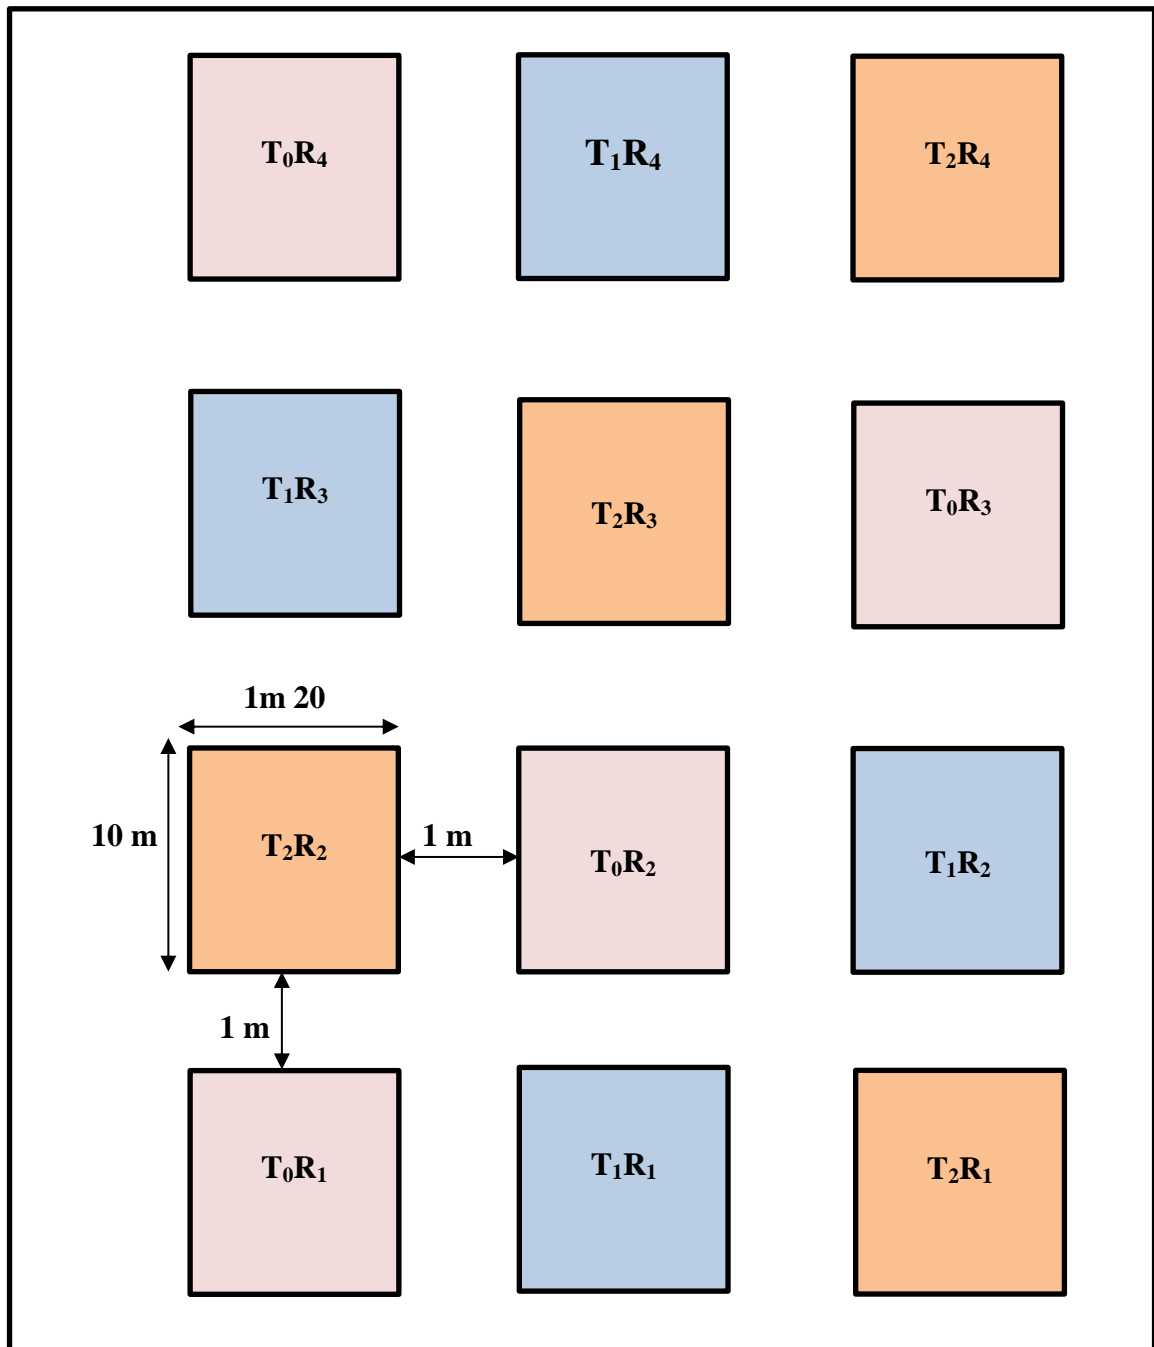 T₀R₄
T₁R₄
T₂R₄
T₁R₃
T₂R₃
T₀R₃
1m 20
10 m
T₂R₂
1 m
T₀R₂
T₁R₂
1 m
T₀R₁
T₁R₁
T₂R₁